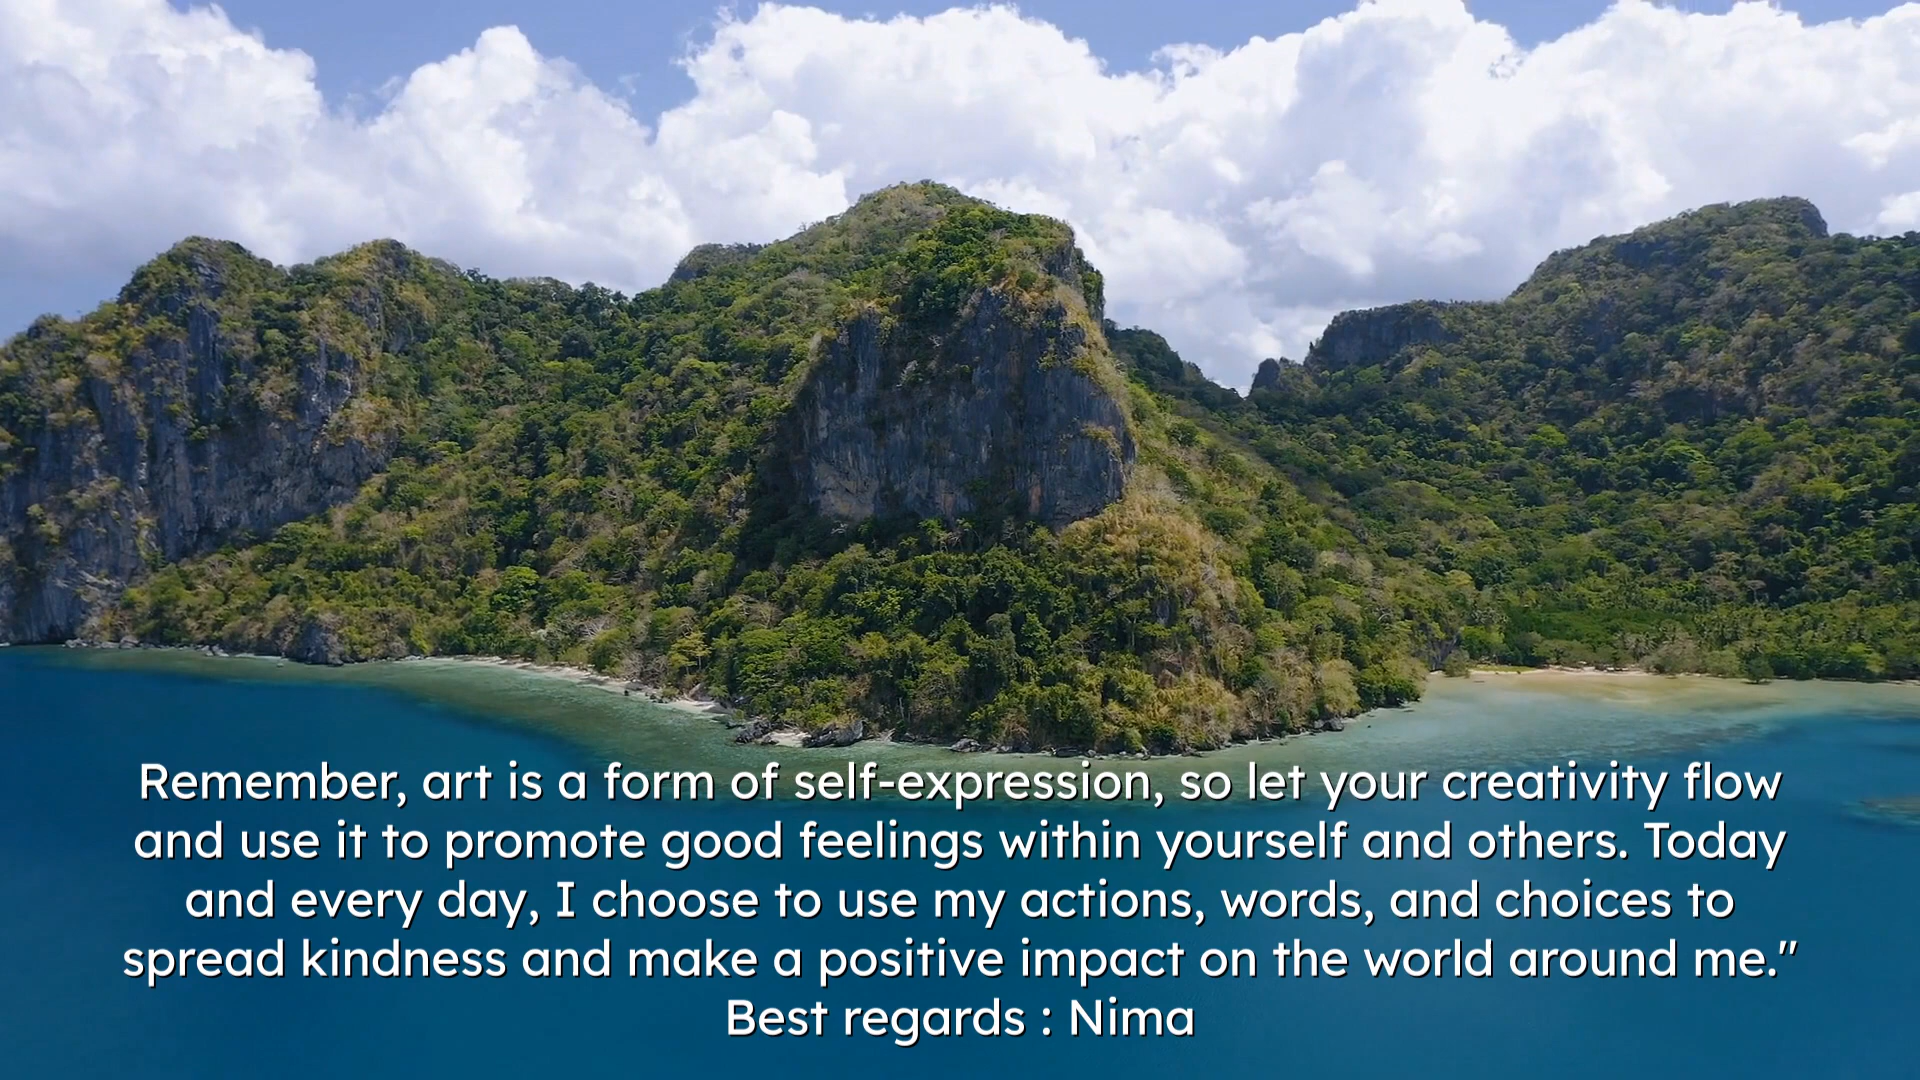 Remember, art is a form of self-expression, so let your creativity flow
and use it to promote good feelings within yourself and others. Today
and every day, I choose to use my actions, words, and choices to
spread kindness and make a positive impact on the world around me."
Best regards : Nima